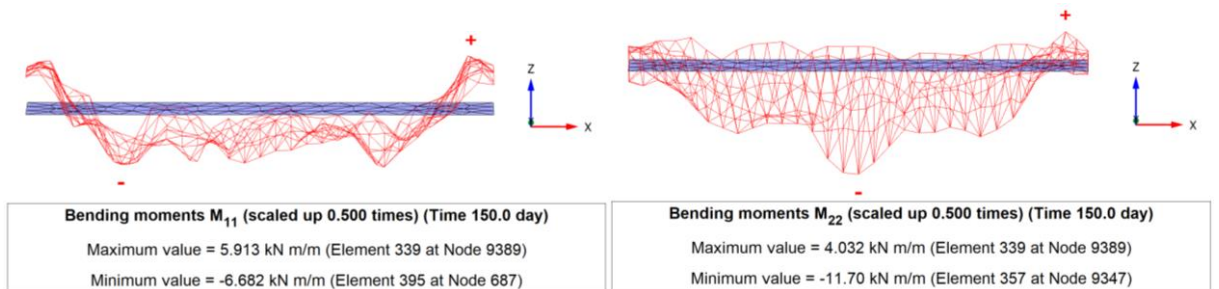 +
Z
X
-
Bending moments M11 (scaled up 0.500 times) (Time 150.0 day)
Maximum value = 5.913 kN m/m (Element 339 at Node 9389)
Minimum value = -6.682 kN m/m (Element 395 at Node 687)
+
Z
X
-
Bending moments M22 (scaled up 0.500 times) (Time 150.0 day)
Maximum value = 4.032 kN m/m (Element 339 at Node 9389)
Minimum value = -11.70 kN m/m (Element 357 at Node 9347)